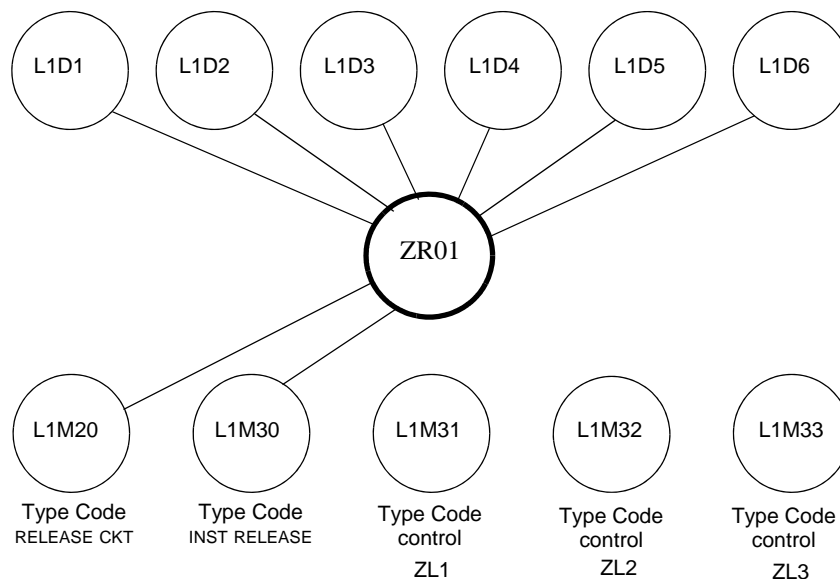 L1D1 L1D2 L1D3 L1D4 L1D5 L1D6
ZR01
L1M20 L1M30 L1M31 L1M32 L1M33
Type Code
RELEASE CKT
Type Code
INST RELEASE
Type Code
control
ZL1
Type Code
control
ZL2
Type Code
control
ZL3